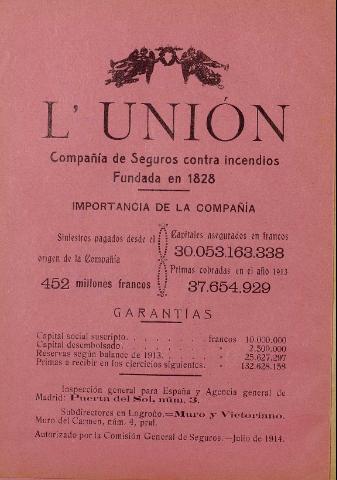 L' UNIÓN
Compañía de Seguros contra incendios
Fundada en 1828
IMPORTANCIA DE LA COMPAÑÍA
Siniestros pagados desde el
origen de la Compañía
452 millones francos
Capitales asegurados en francos
30.053.163.338
Primas cobradas en el año 1913
37.654.929
GARANTÍAS
Capital social suscripto. . . . . . . francos 10.000.000
Capital desembolsado. . . . . . . » 2.500.000
Reservas según balance de 1913. . . . . » 25.627.297
Primas a recibir en los ejercicios siguientes. . » 132.628.158
Inspección general para España y Agencia general de
Madrid: Puerta del Sol, núm. 3.
Subdirectores en Logroño.=Muro y Victoriano.
Muro del Carmen, núm. 4, pral.
Autorizado por la Comisión General de Seguros.—Julio de 1914.